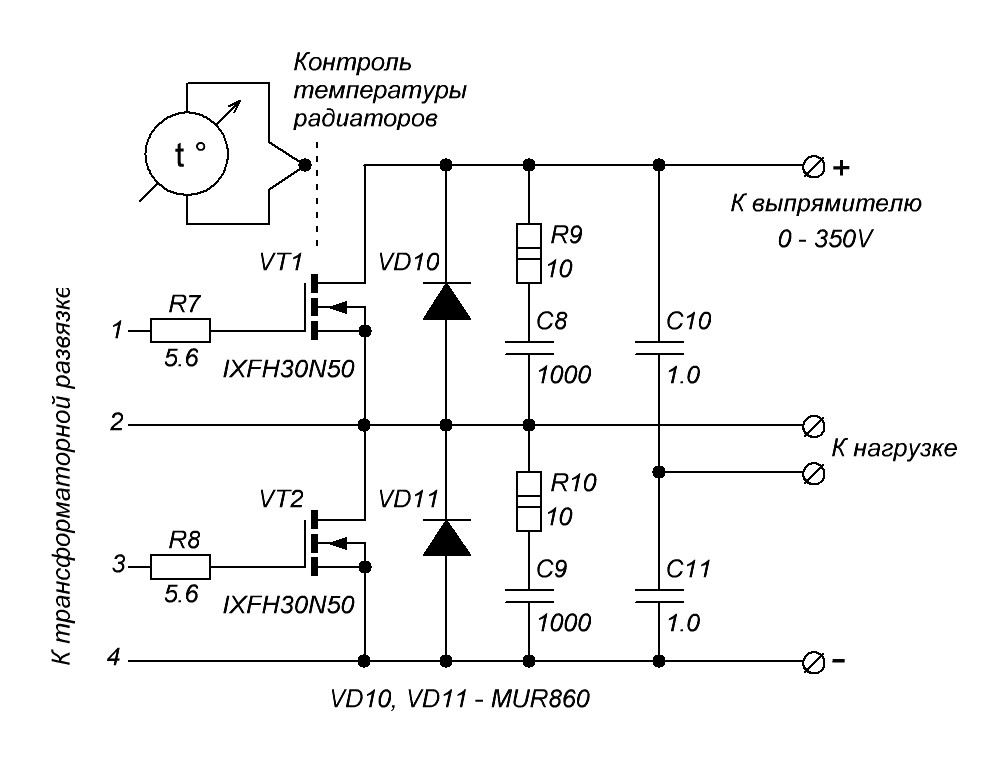 Контроль
температуры
радиаторов
t °
+
К выпрямителю
0 - 350V
R9
10
VT1
VD10
R7
1
5.6
IXFH30N50
C8
1000
C10
1.0
2
К нагрузке
К трансформаторной развязке
R10
10
VT2
VD11
R8
3
5.6
IXFH30N50
C9
1000
C11
1.0
4
-
VD10, VD11 - MUR860